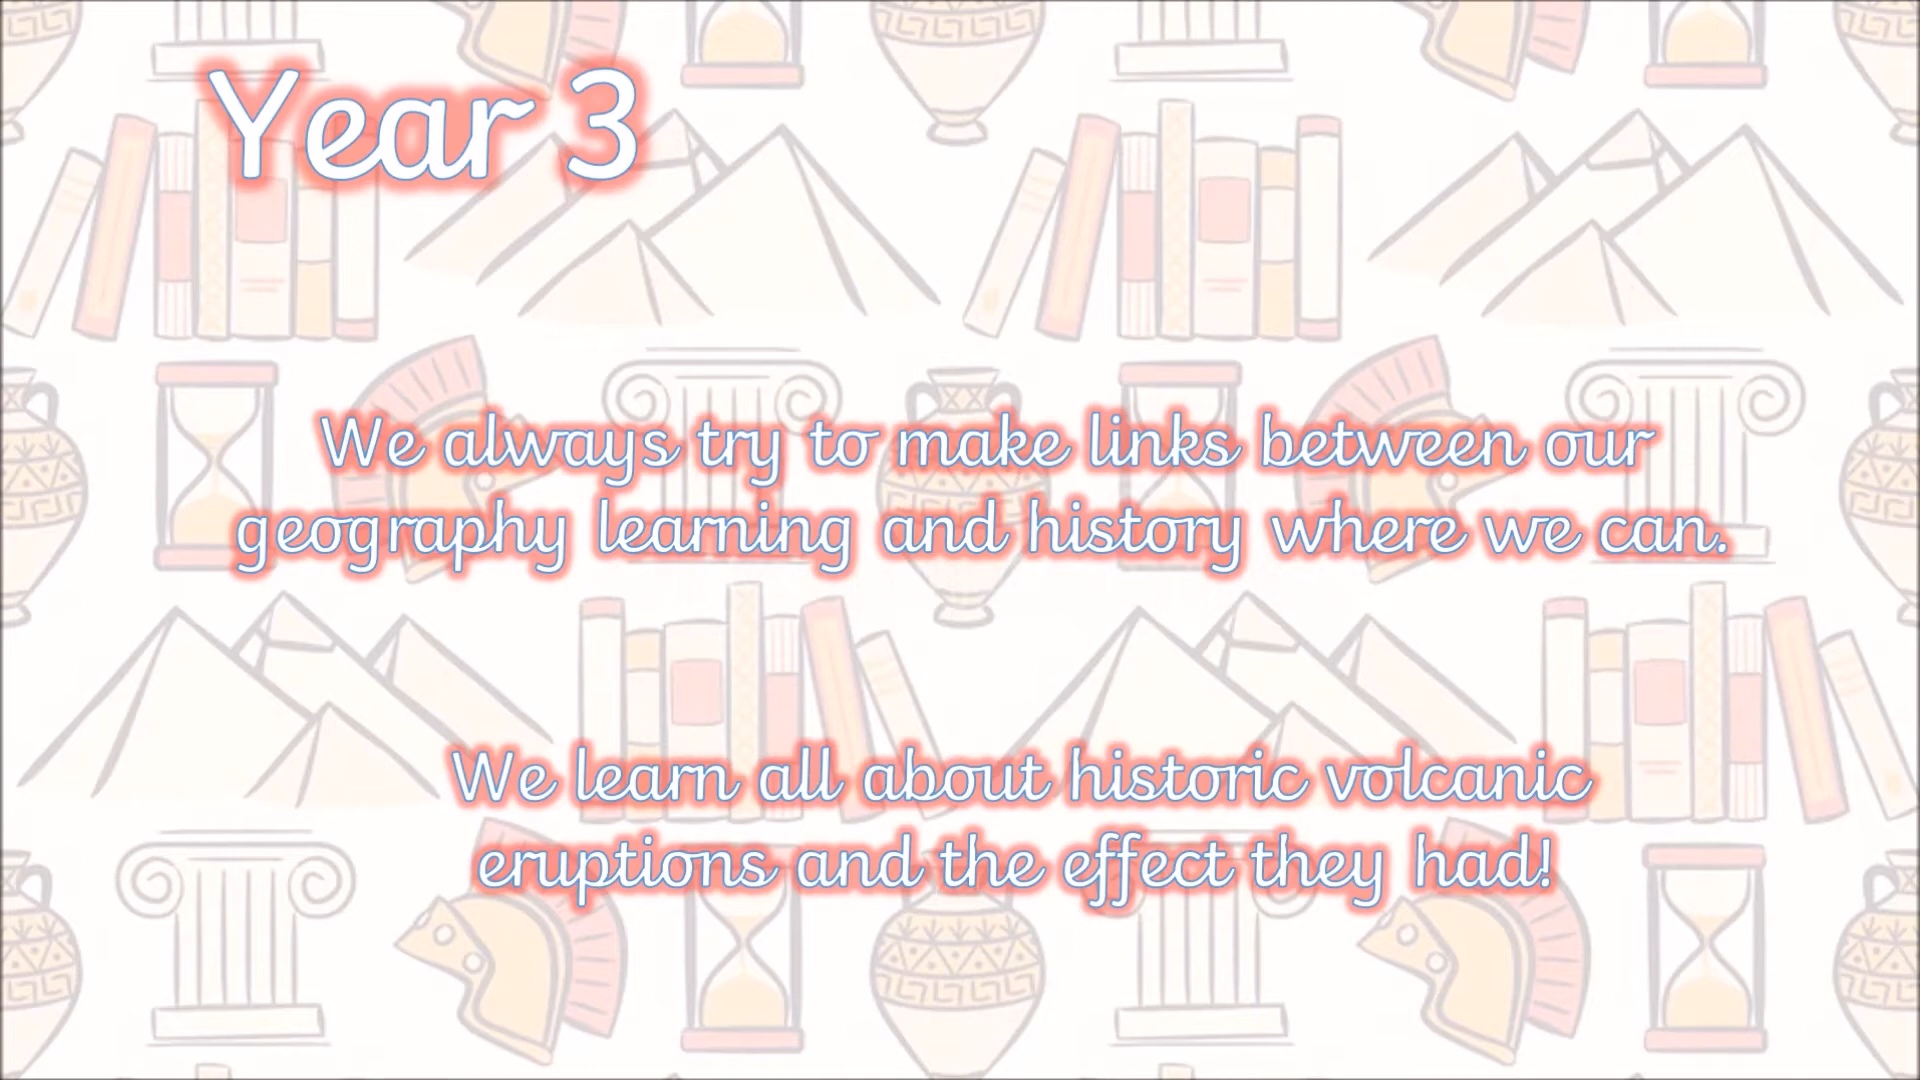 Year 3
We always try to make links between our
geography learning and history where we can.
We learn all about historic volcanic
eruptions and the effect they had!